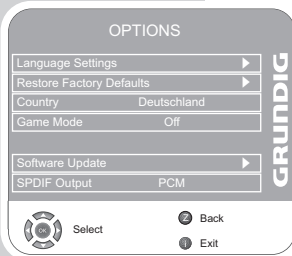 OPTIONS
Language Settings
Restore Factory Defaults
Country Deutschland
Game Mode Off
Software Update
SPDIF Output PCM
GRUNDIG
OK
Select
Z Back
i Exit